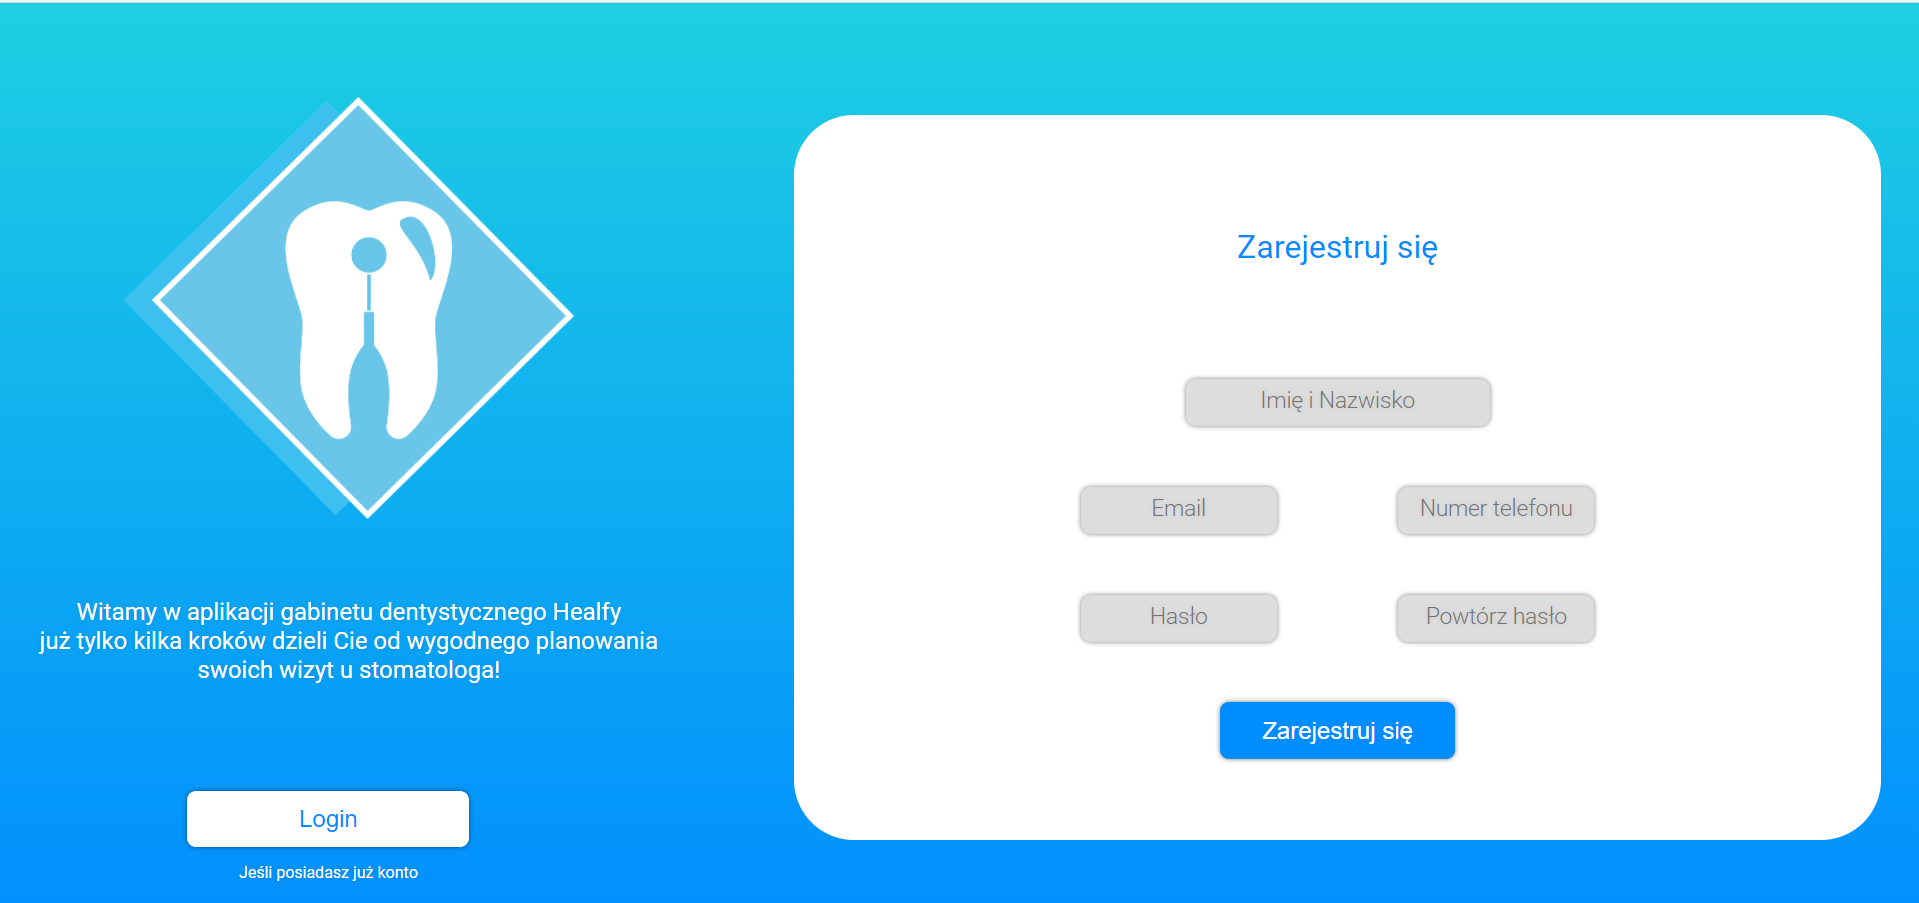 Witamy w aplikacji gabinetu dentystycznego Healfy
już tylko kilka kroków dzieli Cie od wygodnego planowania
swoich wizyt u stomatologa!
Login
Jeśli posiadasz już konto
Zarejestruj się
Imię i Nazwisko
Email
Numer telefonu
Hasło
Powtórz hasło
Zarejestruj się